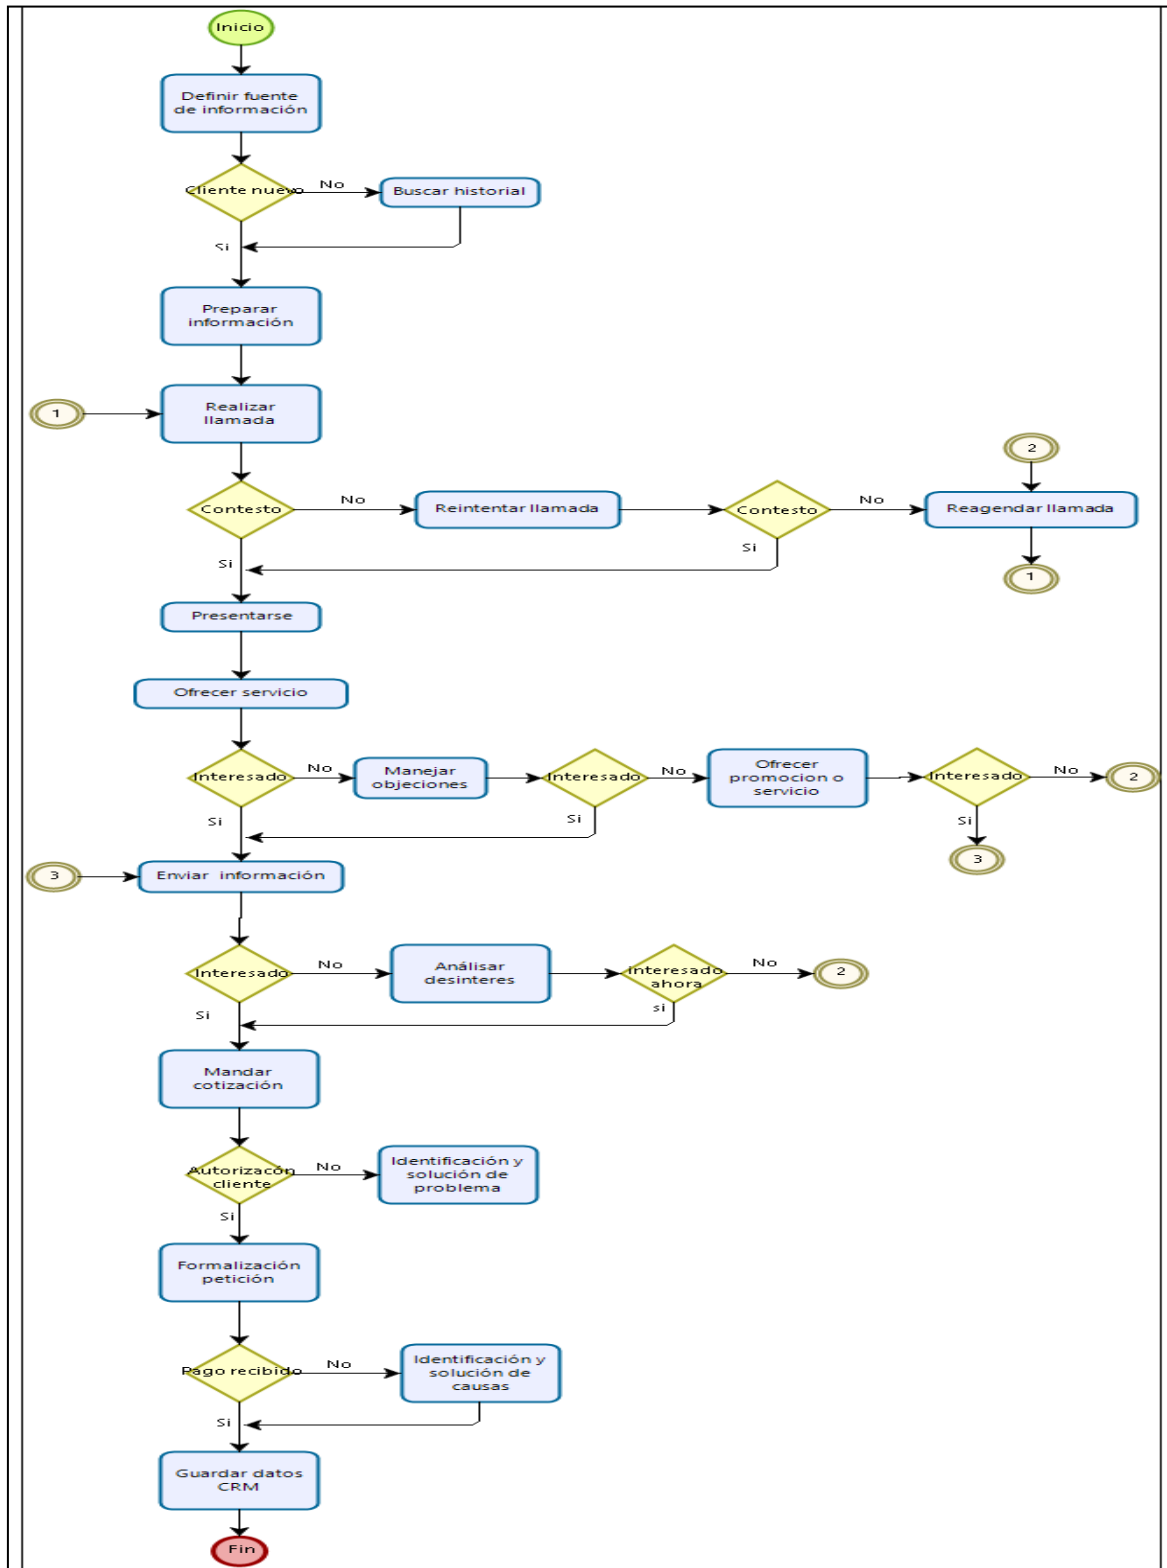 Inicio
Definir fuente
de información
Cliente nuevo
No
Buscar historial
Si
Preparar
información
1
Realizar
llamada
2
Contesto
No
Reintentar llamada
Contesto
No
Reagendar llamada
Si
Si
1
Presentarse
Ofrecer servicio
Interesado
No
Manejar
objeciones
Interesado
No
Ofrecer
promocion o
servicio
Interesado
No
2
Si
Si
Si
3
3
Enviar información
Interesado
No
Análisar
desinteres
Interesado
ahora
No
2
Si
si
Mandar
cotización
Autorizacón
cliente
No
Identificación y
solución de
problema
Si
Formalización
petición
Pago recibido
No
Identificación y
solución de
causas
Si
Guardar datos
CRM
Fin